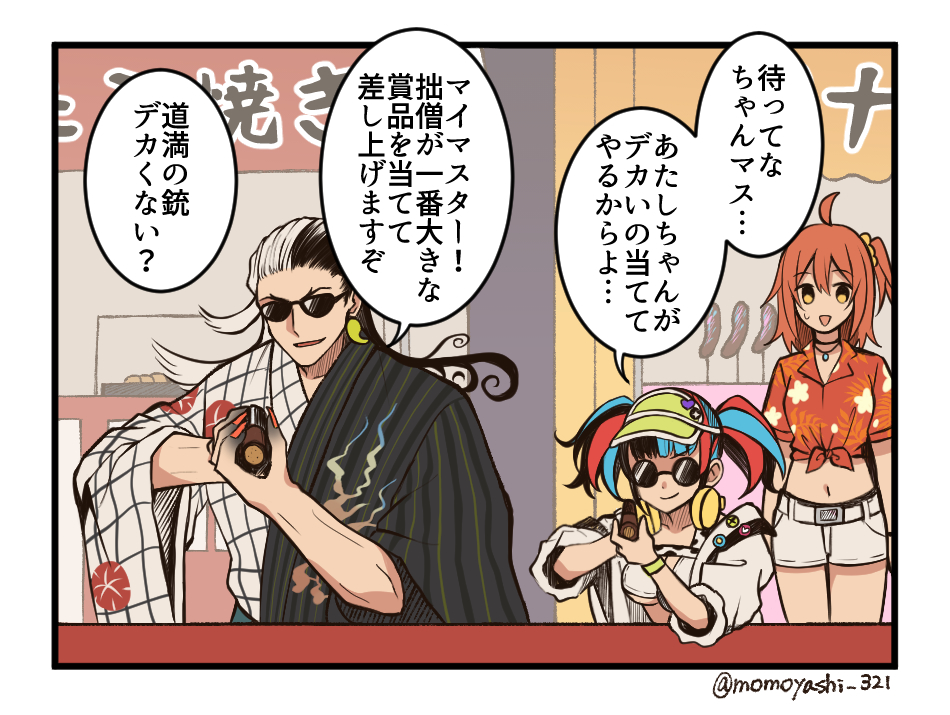 待ってな
ちゃんマス…
あたしちゃんが
デカいの当てて
やるからよ…
マイマスター！
拙僧が一番大きな
賞品を当てて
差し上げますぞ
道満の銃
デカくない？
焼き
ナ
@momoyashi_321